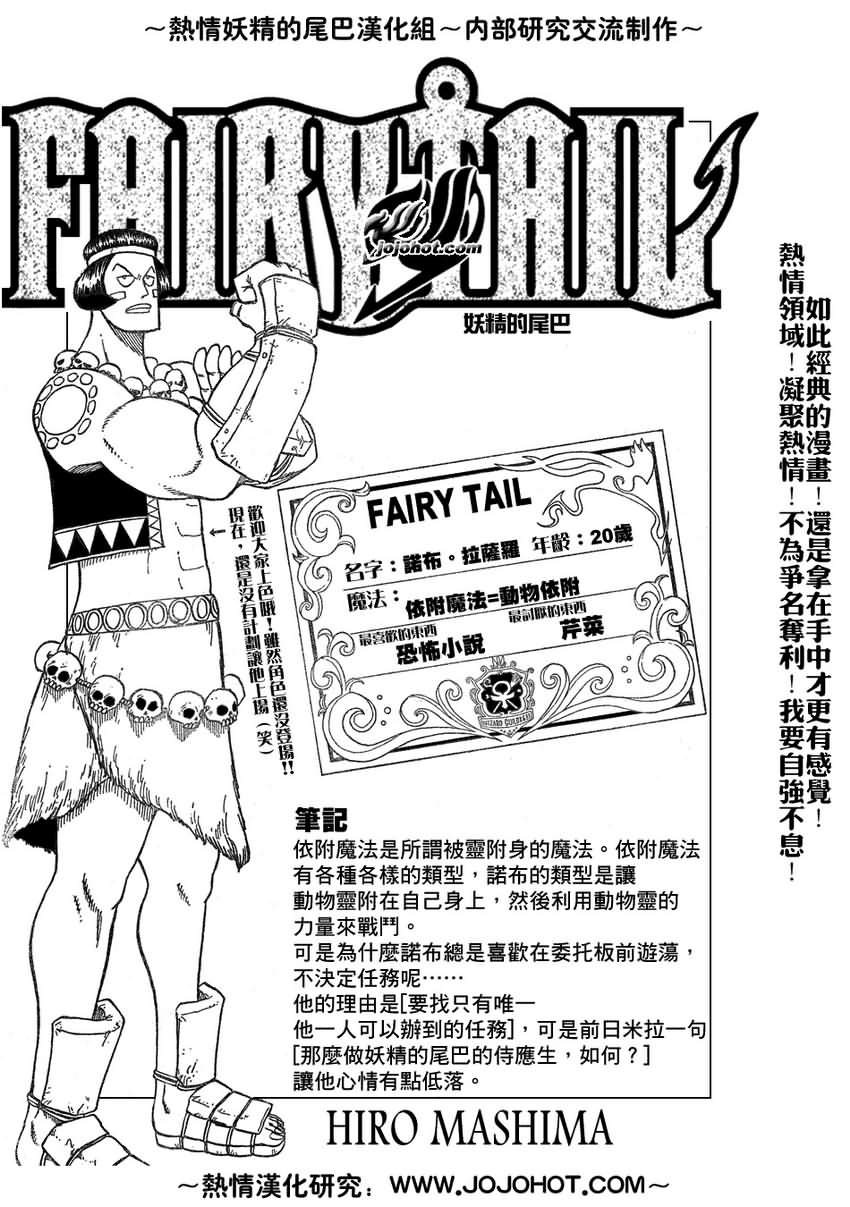 ～熱情妖精的尾巴漢化組～內部研究交流制作～
FAIRY TAIL
jojohot.com
妖精的尾巴
如此經典的漫畫！還是拿在手中才更有感覺！
熱情領域！凝聚熱情！不為爭名奪利！我要自強不息！
FAIRY TAIL
名字：諾布。拉薩羅 年齡：20歲
魔法：依附魔法=動物依附
最喜歡的東西 最討厭的東西
恐怖小說 芹菜
←歡迎大家上色哦！雖然角色還沒登場!!
現在，還是沒有計劃讓他上場（笑）
筆記
依附魔法是所謂被靈附身的魔法。依附魔法
有各種各樣的類型，諾布的類型是讓
動物靈附在自己身上，然後利用動物靈的
力量來戰鬥。
可是為什麼諾布總是喜歡在委托板前遊蕩，
不決定任務呢……
他的理由是[要找只有唯一
他一人可以辦到的任務]，可是前日米拉一句
[那麼做妖精的尾巴的侍應生，如何？]
讓他心情有點低落。
HIRO MASHIMA
～熱情漢化研究：WWW.JOJOHOT.COM～